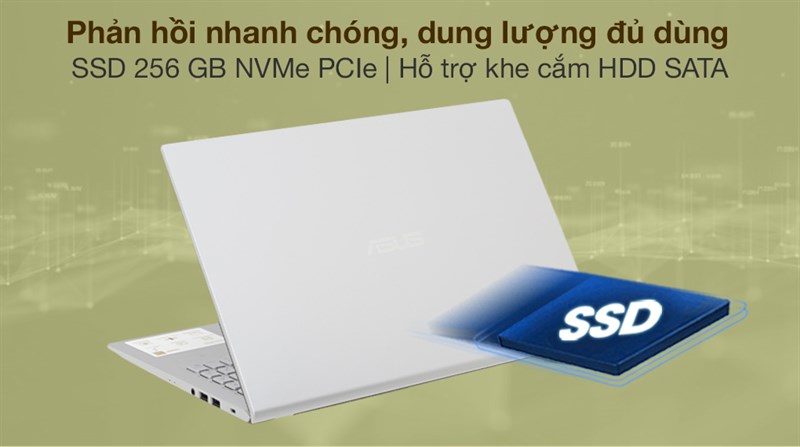 Phản hồi nhanh chóng, dung lượng đủ dùng
SSD 256 GB NVMe PCIe | Hỗ trợ khe cắm HDD SATA
ASUS
SSD